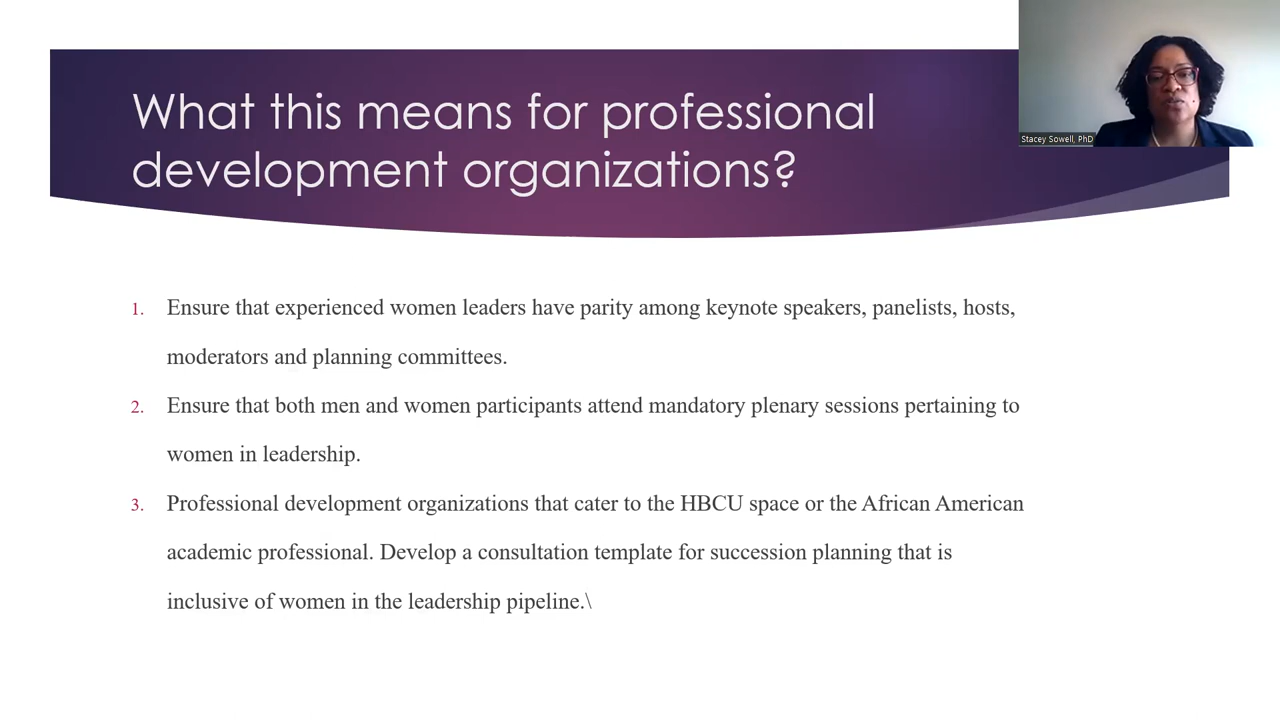 What this means for professional
development organizations?
Stacey Sowell, PhD
1. Ensure that experienced women leaders have parity among keynote speakers, panelists, hosts,
moderators and planning committees.
2. Ensure that both men and women participants attend mandatory plenary sessions pertaining to
women in leadership.
3. Professional development organizations that cater to the HBCU space or the African American
academic professional. Develop a consultation template for succession planning that is
inclusive of women in the leadership pipeline.\